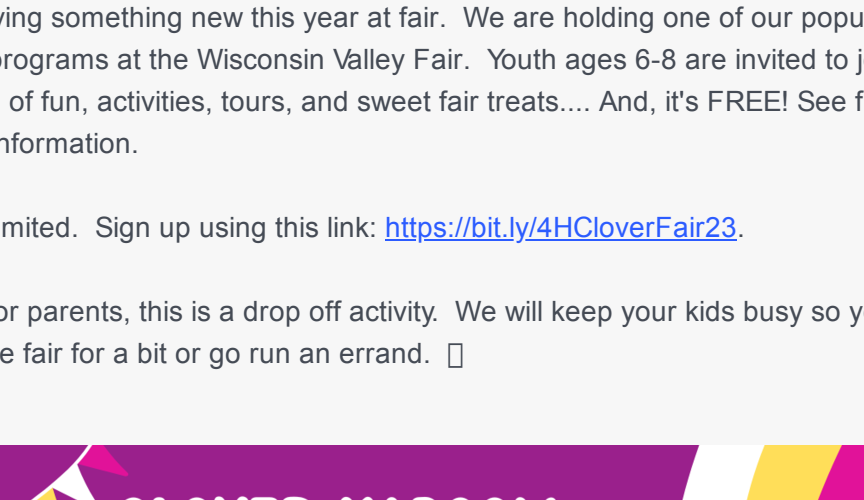 ving something new this year at fair. We are holding one of our popu
programs at the Wisconsin Valley Fair. Youth ages 6-8 are invited to j
of fun, activities, tours, and sweet fair treats.... And, it's FREE! See f
nformation.
mited. Sign up using this link: https://bit.ly/4HCloverFair23.
or parents, this is a drop off activity. We will keep your kids busy so y
e fair for a bit or go run an errand. ▯